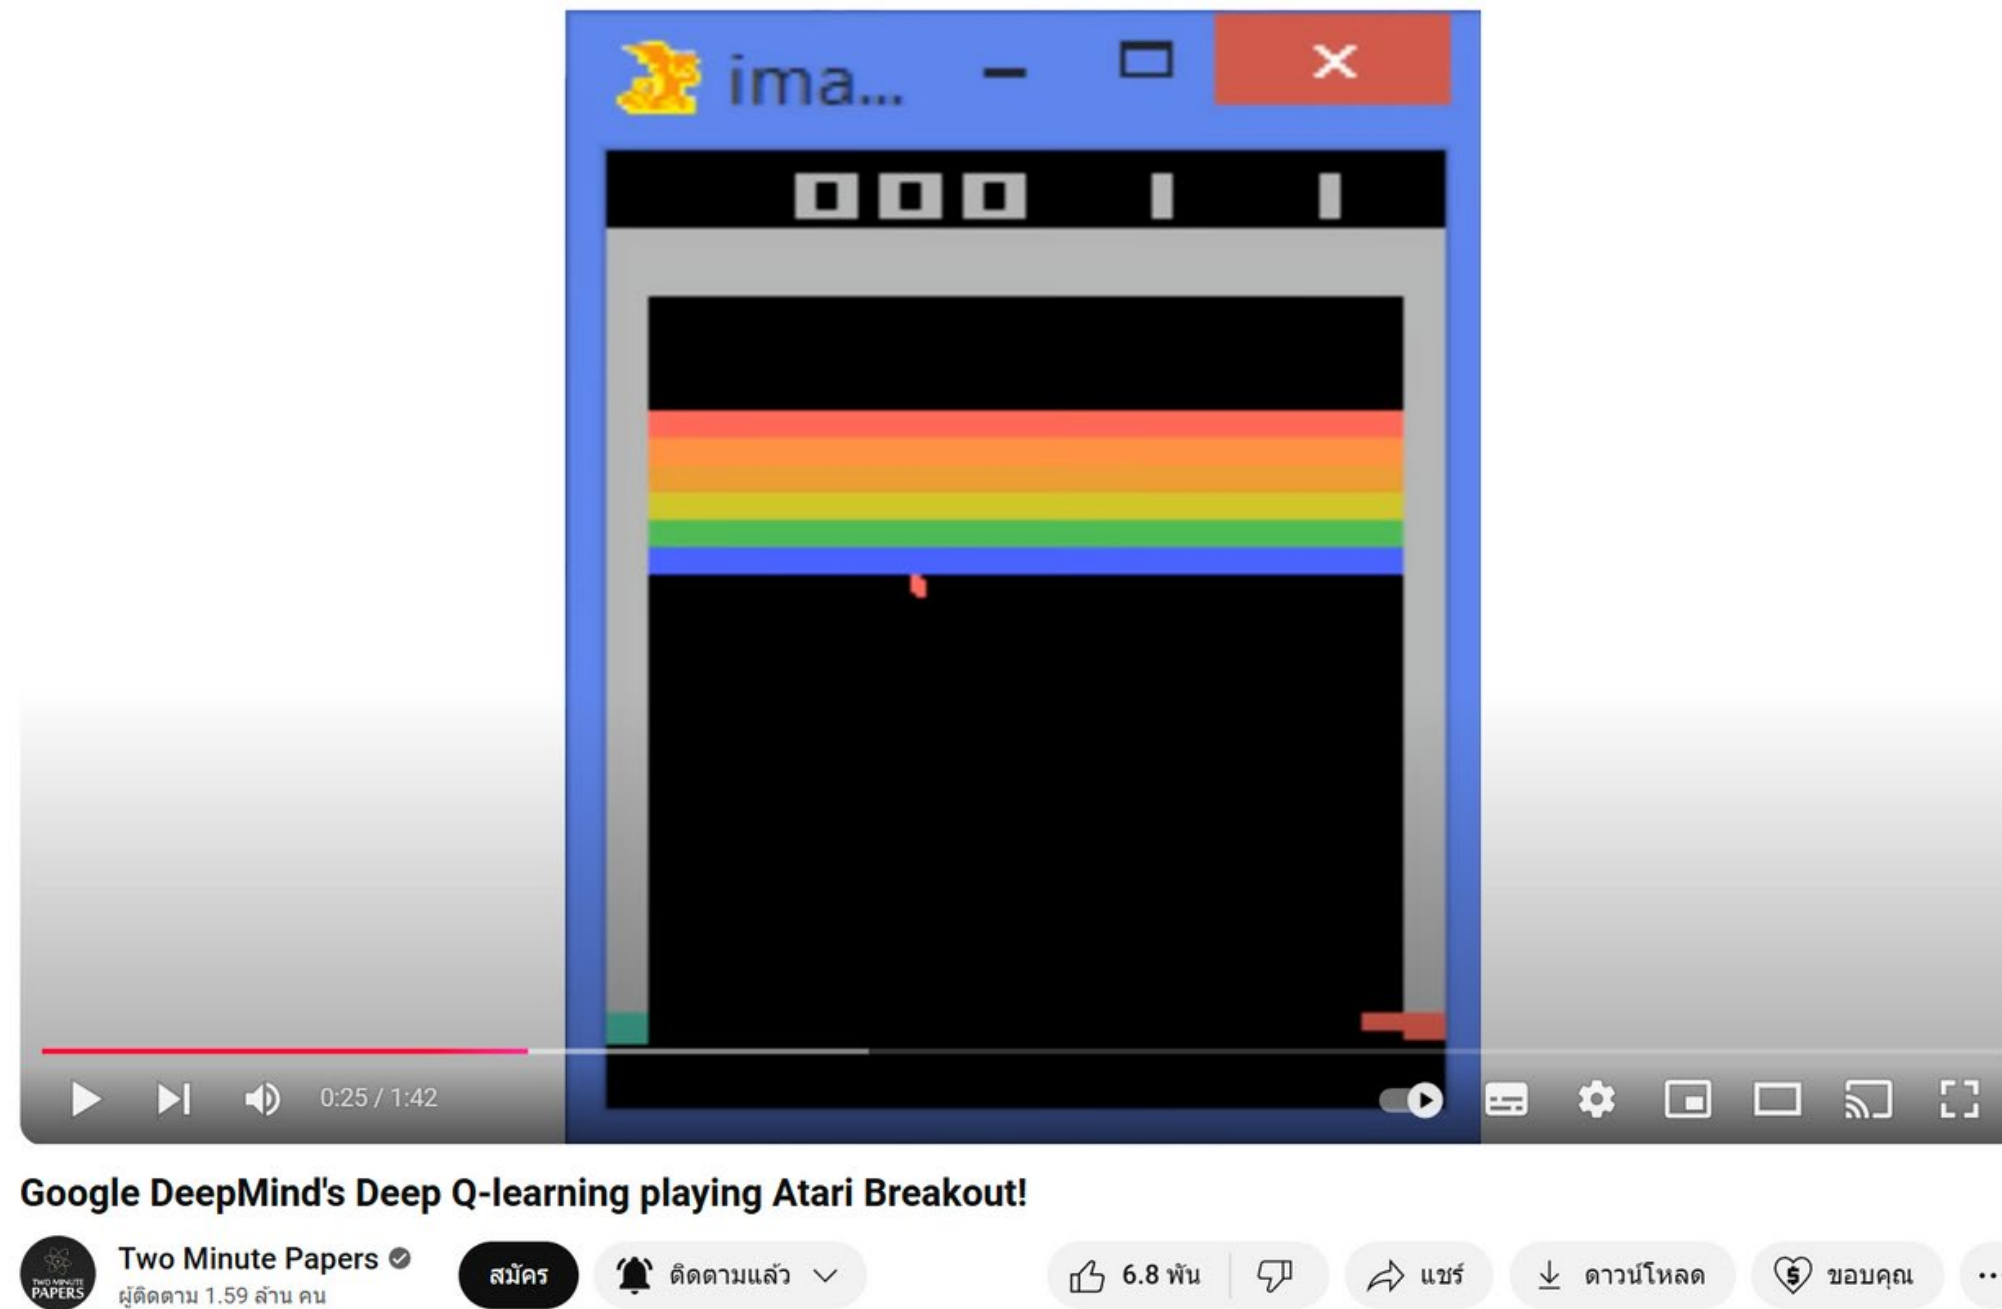 ima...
000 1 1
0:25 / 1:42
Google DeepMind's Deep Q-learning playing Atari Breakout!
TWO MINUTE
PAPERS
Two Minute Papers
ผู้ติดตาม 1.59 ล้าน คน
สมัคร
ติดตามแล้ว
6.8 พัน
แชร์
ดาวน์โหลด
ขอบคุณ